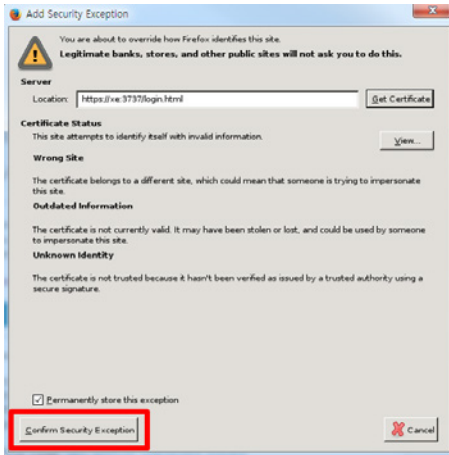 Add Security Exception
You are about to override how Firefox identifies this site.
Legitimate banks, stores, and other public sites will not ask you to do this.
Server
Location: https://xe:3737/login.html Get Certificate
Certificate Status
This site attempts to identify itself with invalid information. View...
Wrong Site
The certificate belongs to a different site, which could mean that someone is trying to impersonate
this site.
Outdated Information
The certificate is not currently valid. It may have been stolen or lost, and could be used by someone
to impersonate this site.
Unknown Identity
The certificate is not trusted because it hasn't been verified as issued by a trusted authority using a
secure signature.
Permanently store this exception
Confirm Security Exception Cancel